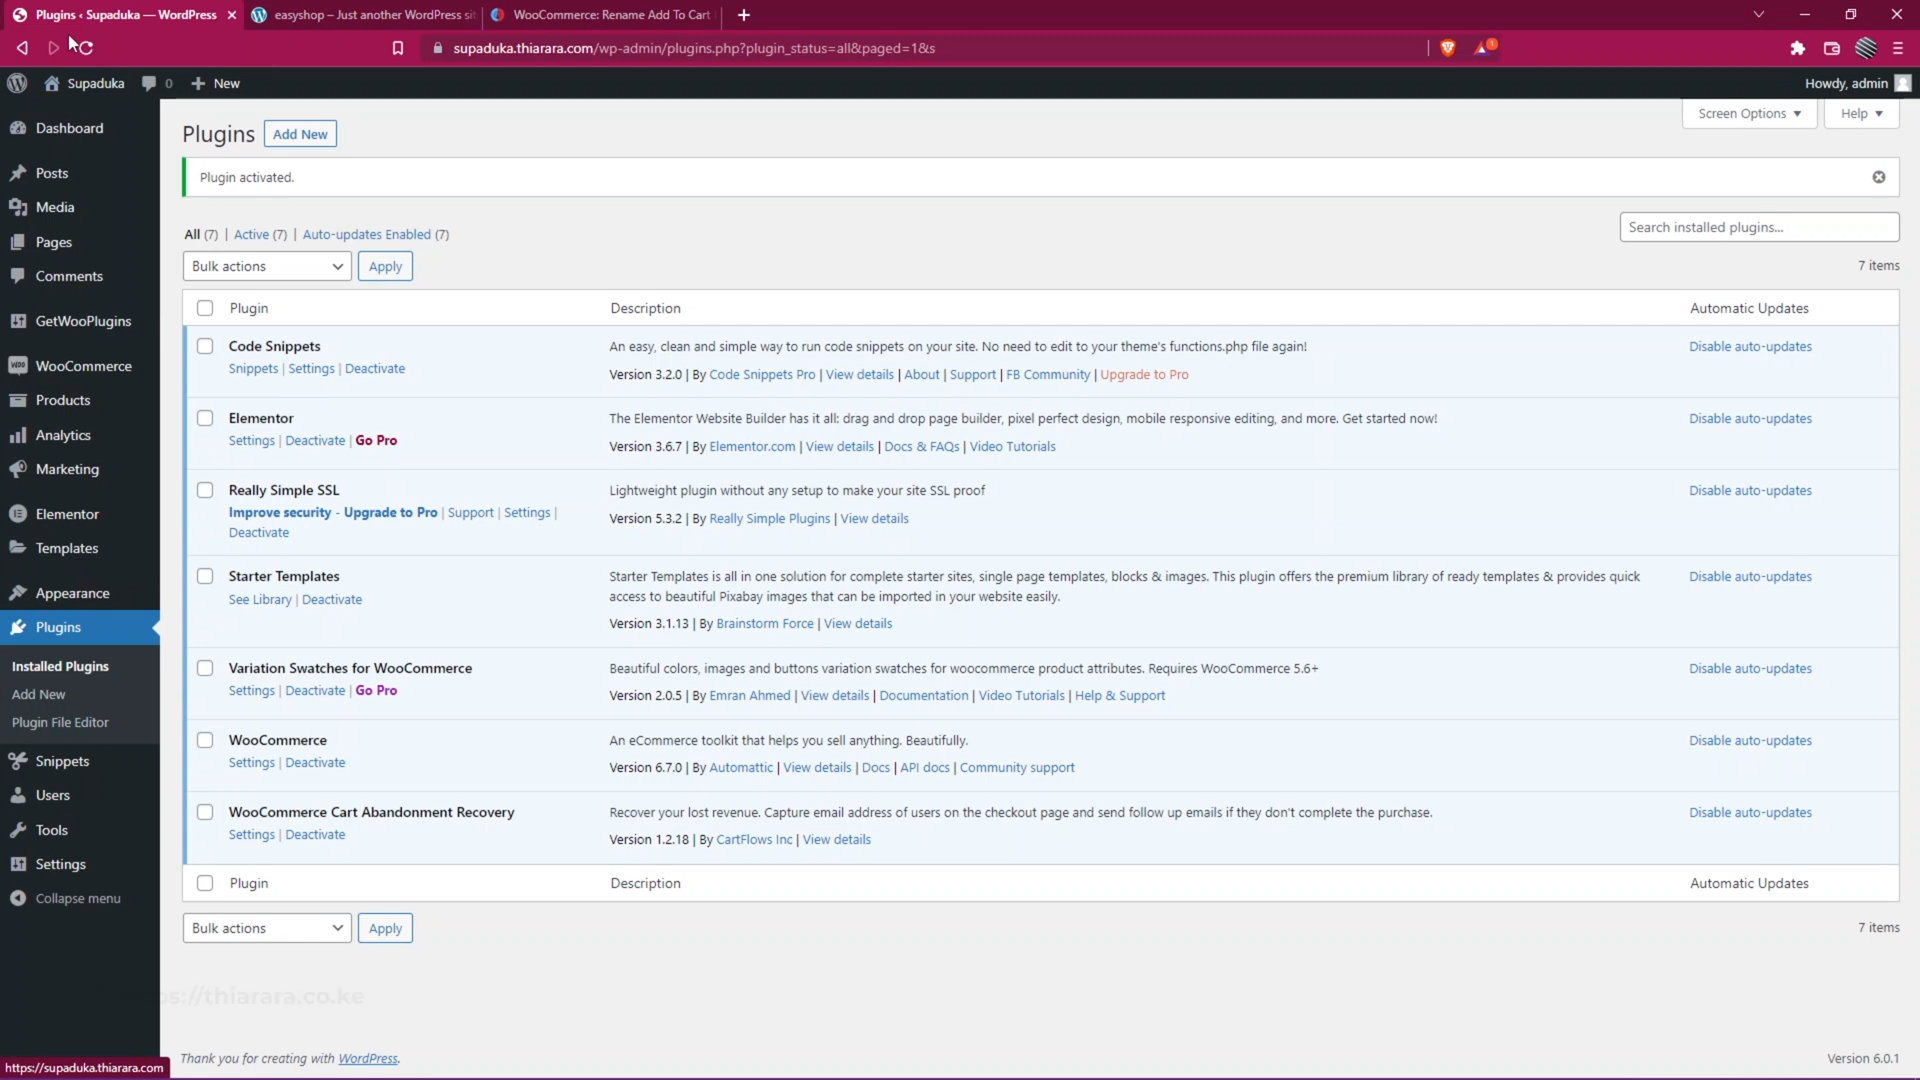 Plugins ‹ Supaduka — WordPress
easyshop – Just another WordPress si
WooCommerce: Rename Add To Cart
supaduka.thiarara.com/wp-admin/plugins.php?plugin_status=all&paged=1&s
1
Supaduka
0
New
Howdy, admin
Dashboard
Posts
Media
Pages
Comments
GetWooPlugins
WooCommerce
Products
Analytics
Marketing
Elementor
Templates
Appearance
Plugins
Installed Plugins
Add New
Plugin File Editor
Snippets
Users
Tools
Settings
Collapse menu
Screen Options
Help
Plugins
Add New
Plugin activated.
All (7) | Active (7) | Auto-updates Enabled (7)
Search installed plugins...
Bulk actions
Apply
7 items
Plugin
Description
Automatic Updates
Code Snippets
Snippets | Settings | Deactivate
An easy, clean and simple way to run code snippets on your site. No need to edit to your theme's functions.php file again!
Version 3.2.0 | By Code Snippets Pro | View details | About | Support | FB Community | Upgrade to Pro
Disable auto-updates
Elementor
Settings | Deactivate | Go Pro
The Elementor Website Builder has it all: drag and drop page builder, pixel perfect design, mobile responsive editing, and more. Get started now!
Version 3.6.7 | By Elementor.com | View details | Docs & FAQs | Video Tutorials
Disable auto-updates
Really Simple SSL
Improve security - Upgrade to Pro | Support | Settings |
Deactivate
Lightweight plugin without any setup to make your site SSL proof
Version 5.3.2 | By Really Simple Plugins | View details
Disable auto-updates
Starter Templates
See Library | Deactivate
Starter Templates is all in one solution for complete starter sites, single page templates, blocks & images. This plugin offers the premium library of ready templates & provides quick
access to beautiful Pixabay images that can be imported in your website easily.
Version 3.1.13 | By Brainstorm Force | View details
Disable auto-updates
Variation Swatches for WooCommerce
Settings | Deactivate | Go Pro
Beautiful colors, images and buttons variation swatches for woocommerce product attributes. Requires WooCommerce 5.6+
Version 2.0.5 | By Emran Ahmed | View details | Documentation | Video Tutorials | Help & Support
Disable auto-updates
WooCommerce
Settings | Deactivate
An eCommerce toolkit that helps you sell anything. Beautifully.
Version 6.7.0 | By Automattic | View details | Docs | API docs | Community support
Disable auto-updates
WooCommerce Cart Abandonment Recovery
Settings | Deactivate
Recover your lost revenue. Capture email address of users on the checkout page and send follow up emails if they don't complete the purchase.
Version 1.2.18 | By CartFlows Inc | View details
Disable auto-updates
Plugin
Description
Automatic Updates
Bulk actions
Apply
7 items
ps://thiarara.co.ke
Thank you for creating with WordPress.
Version 6.0.1
https://supaduka.thiarara.com